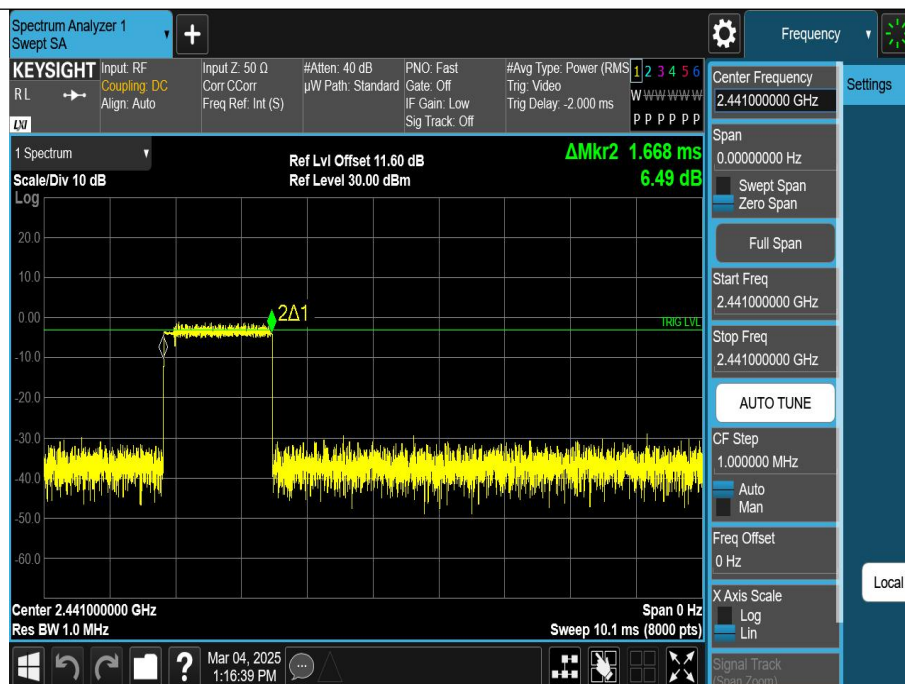 Spectrum Analyzer 1
Swept SA
Frequency
KEYSIGHT
RL
LXI
Input: RF
Coupling: DC
Align: Auto
Input Z: 50 Ω
Corr CCorr
Freq Ref: Int (S)
#Atten: 40 dB
µW Path: Standard
PNO: Fast
Gate: Off
IF Gain: Low
Sig Track: Off
#Avg Type: Power (RMS
Trig: Video
Trig Delay: -2.000 ms
1 2 3 4 5 6
W W W W W W
P P P P P P
Center Frequency
2.441000000 GHz
Settings
Span
0.00000000 Hz
Swept Span
Zero Span
Full Span
Start Freq
2.441000000 GHz
Stop Freq
2.441000000 GHz
AUTO TUNE
CF Step
1.000000 MHz
Auto
Man
Freq Offset
0 Hz
X Axis Scale
Log
Lin
Signal Track
(Span Zoom)
Local
1 Spectrum
Scale/Div 10 dB
Log
Ref Lvl Offset 11.60 dB
Ref Level 30.00 dBm
ΔMkr2 1.668 ms
6.49 dB
20.0
10.0
0.00
-10.0
-20.0
-30.0
-40.0
-50.0
-60.0
2Δ1
TRIG LVL
Center 2.441000000 GHz
Res BW 1.0 MHz
Span 0 Hz
Sweep 10.1 ms (8000 pts)
?
Mar 04, 2025
1:16:39 PM